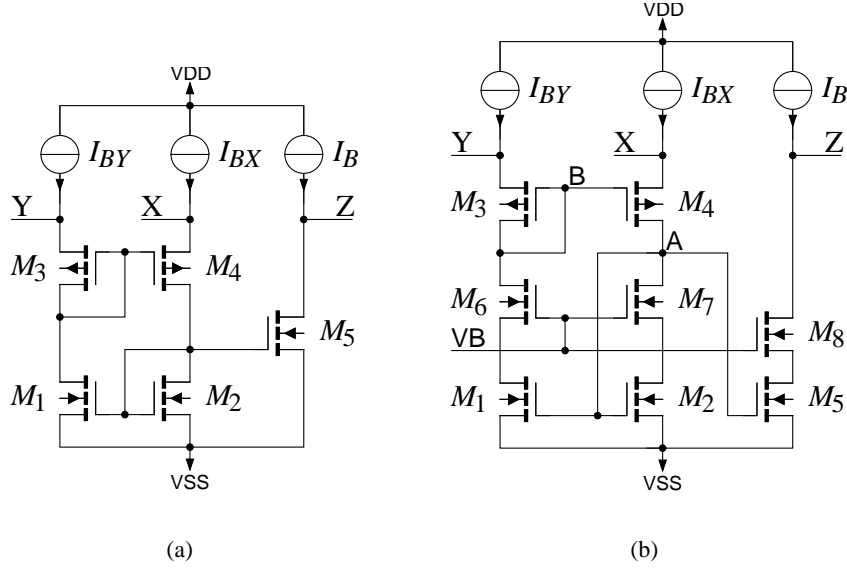 VDD
I_BY I_BX I_B
Y X Z
M3 M4
M5
M1 M2
VSS
(a)
VDD
I_BY I_BX I_B
Y X Z
B
M3 M4
A
M6 M7
VB M8
M1 M2 M5
VSS
(b)